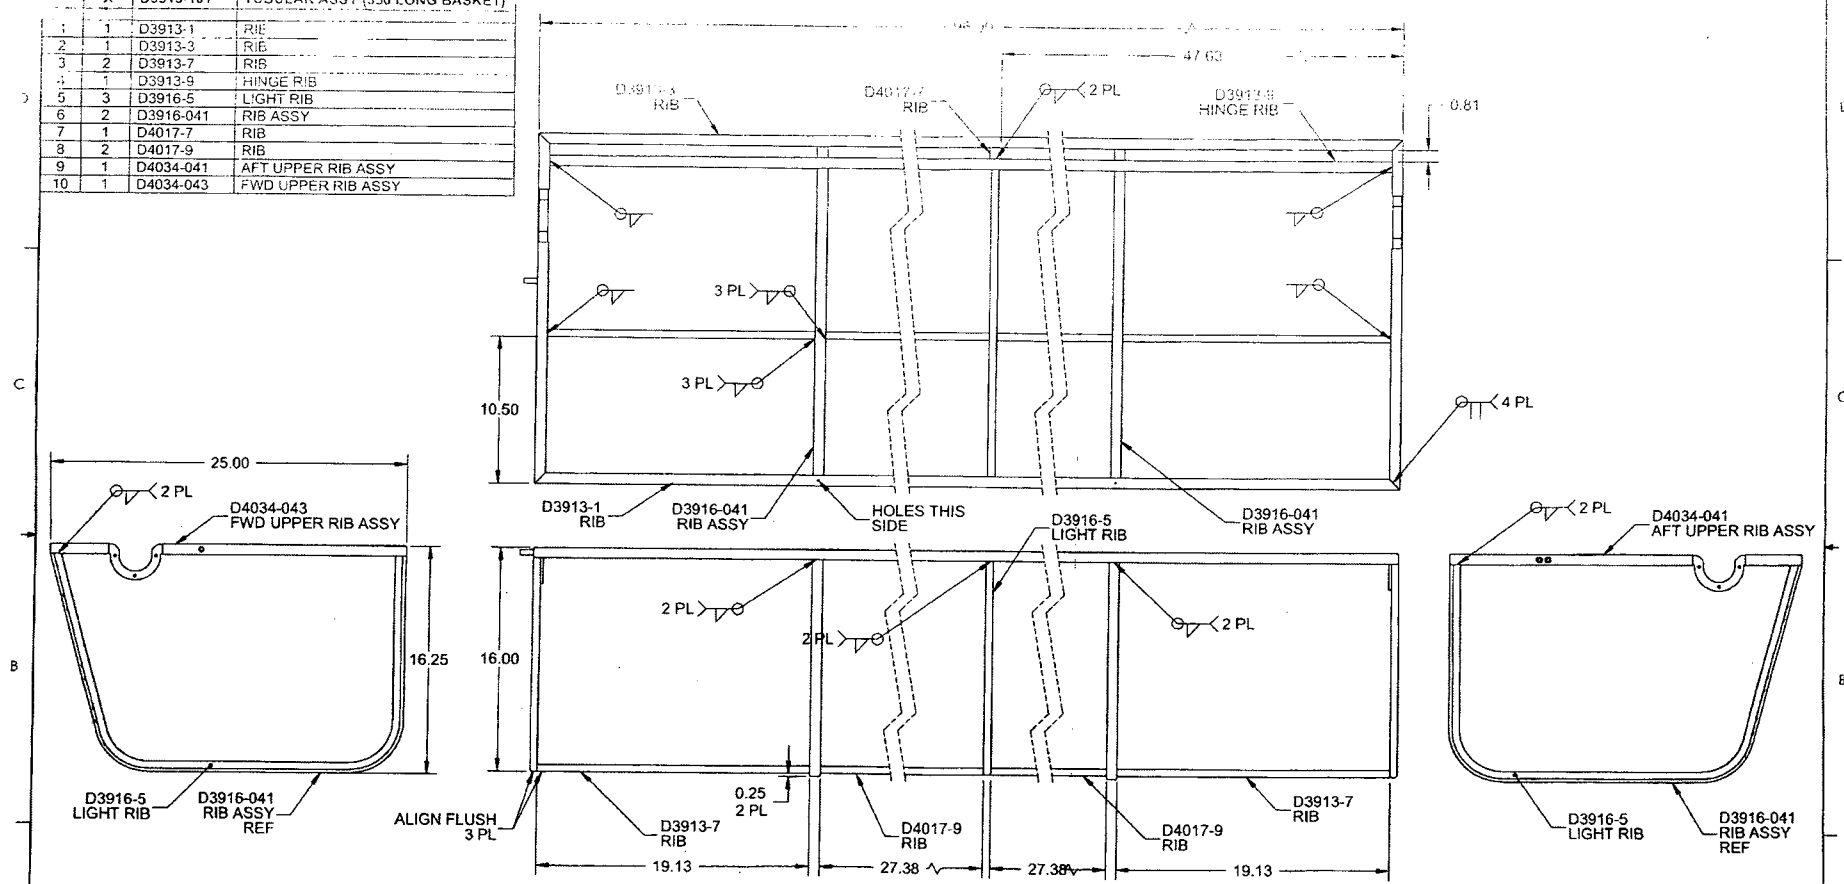 X TUBULAR ASSY (350 LONG BASKET)
1 1 D3913-1 RIB
2 1 D3913-3 RIB
3 2 D3913-7 RIB
4 1 D3913-9 HINGE RIB
5 3 D3916-5 LIGHT RIB
6 2 D3916-041 RIB ASSY
7 1 D4017-7 RIB
8 2 D4017-9 RIB
9 1 D4034-041 AFT UPPER RIB ASSY
10 1 D4034-043 FWD UPPER RIB ASSY
47.63
D3913-3
RIB
D4017-7
RIB
2 PL
D3913-9
HINGE RIB
0.81
3 PL
3 PL
C
10.50
4 PL
25.00
2 PL
D4034-043
FWD UPPER RIB ASSY
D3913-1
RIB
D3916-041
RIB ASSY
HOLES THIS
SIDE
D3916-5
LIGHT RIB
D3916-041
RIB ASSY
2 PL
D4034-041
AFT UPPER RIB ASSY
2 PL
2 PL
2 PL
B
16.25
16.00
0.25
2 PL
D3916-5
LIGHT RIB
D3916-041
RIB ASSY
REF
ALIGN FLUSH
3 PL
D3913-7
RIB
D4017-9
RIB
D4017-9
RIB
D3913-7
RIB
D3916-5
LIGHT RIB
D3916-041
RIB ASSY
REF
19.13
27.38
27.38
19.13